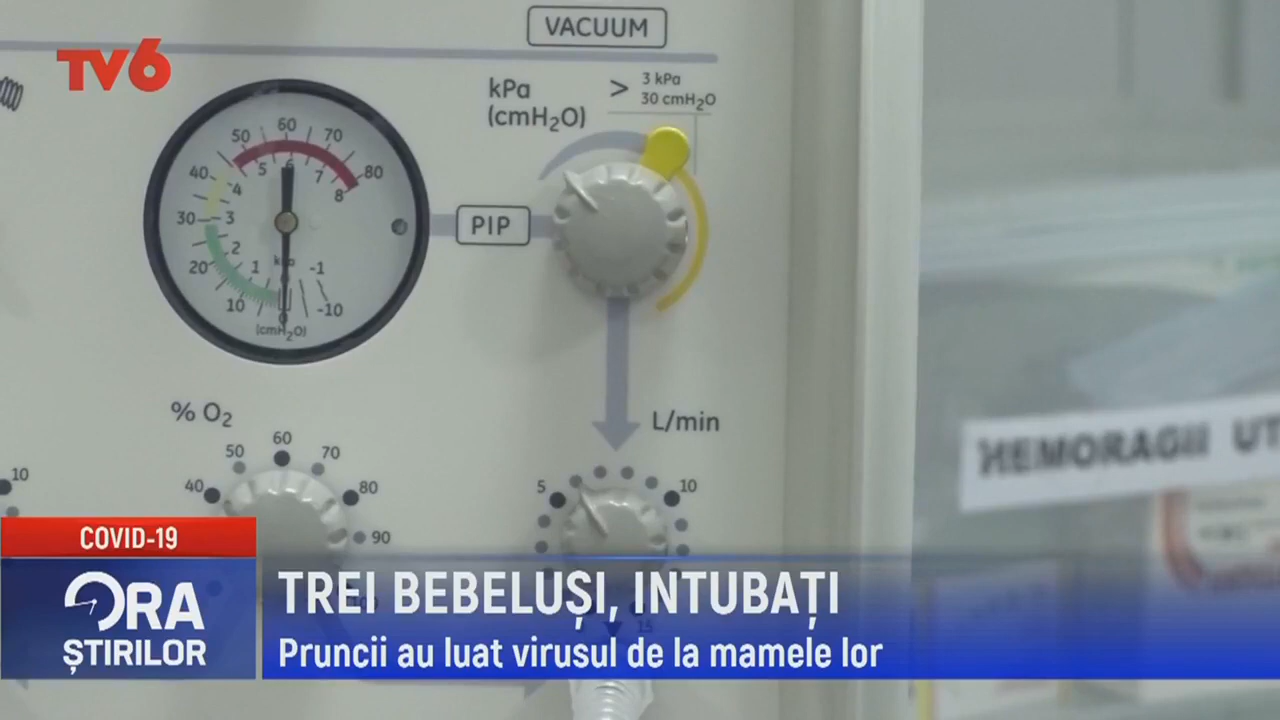 TV6
VACUUM
kPa
(cmH₂O)
> 3 kPa
30 cmH₂O
50 60 70
40 80
5 6 7
4 8
30 3
2
20 1 -1
10 -10
0
(cmH₂O)
PIP
% O₂
60
50 70
40 80
90
L/min
5 10
15
10
HEMORAGII UT
COVID-19
ORA
ȘTIRILOR
TREI BEBELUȘI, INTUBAȚI
Pruncii au luat virusul de la mamele lor